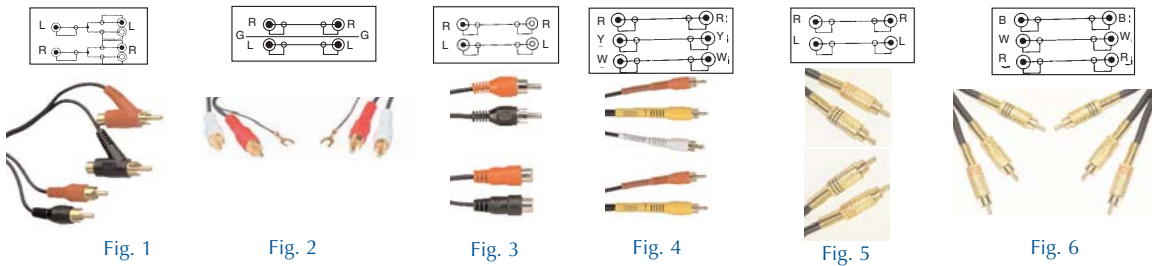 L L
R R
R R
G G
L L
R R
L L
R R
Y Y
W W
R R
L L
B B
W W
R R
Fig. 1
Fig. 2
Fig. 3
Fig. 4
Fig. 5
Fig. 6